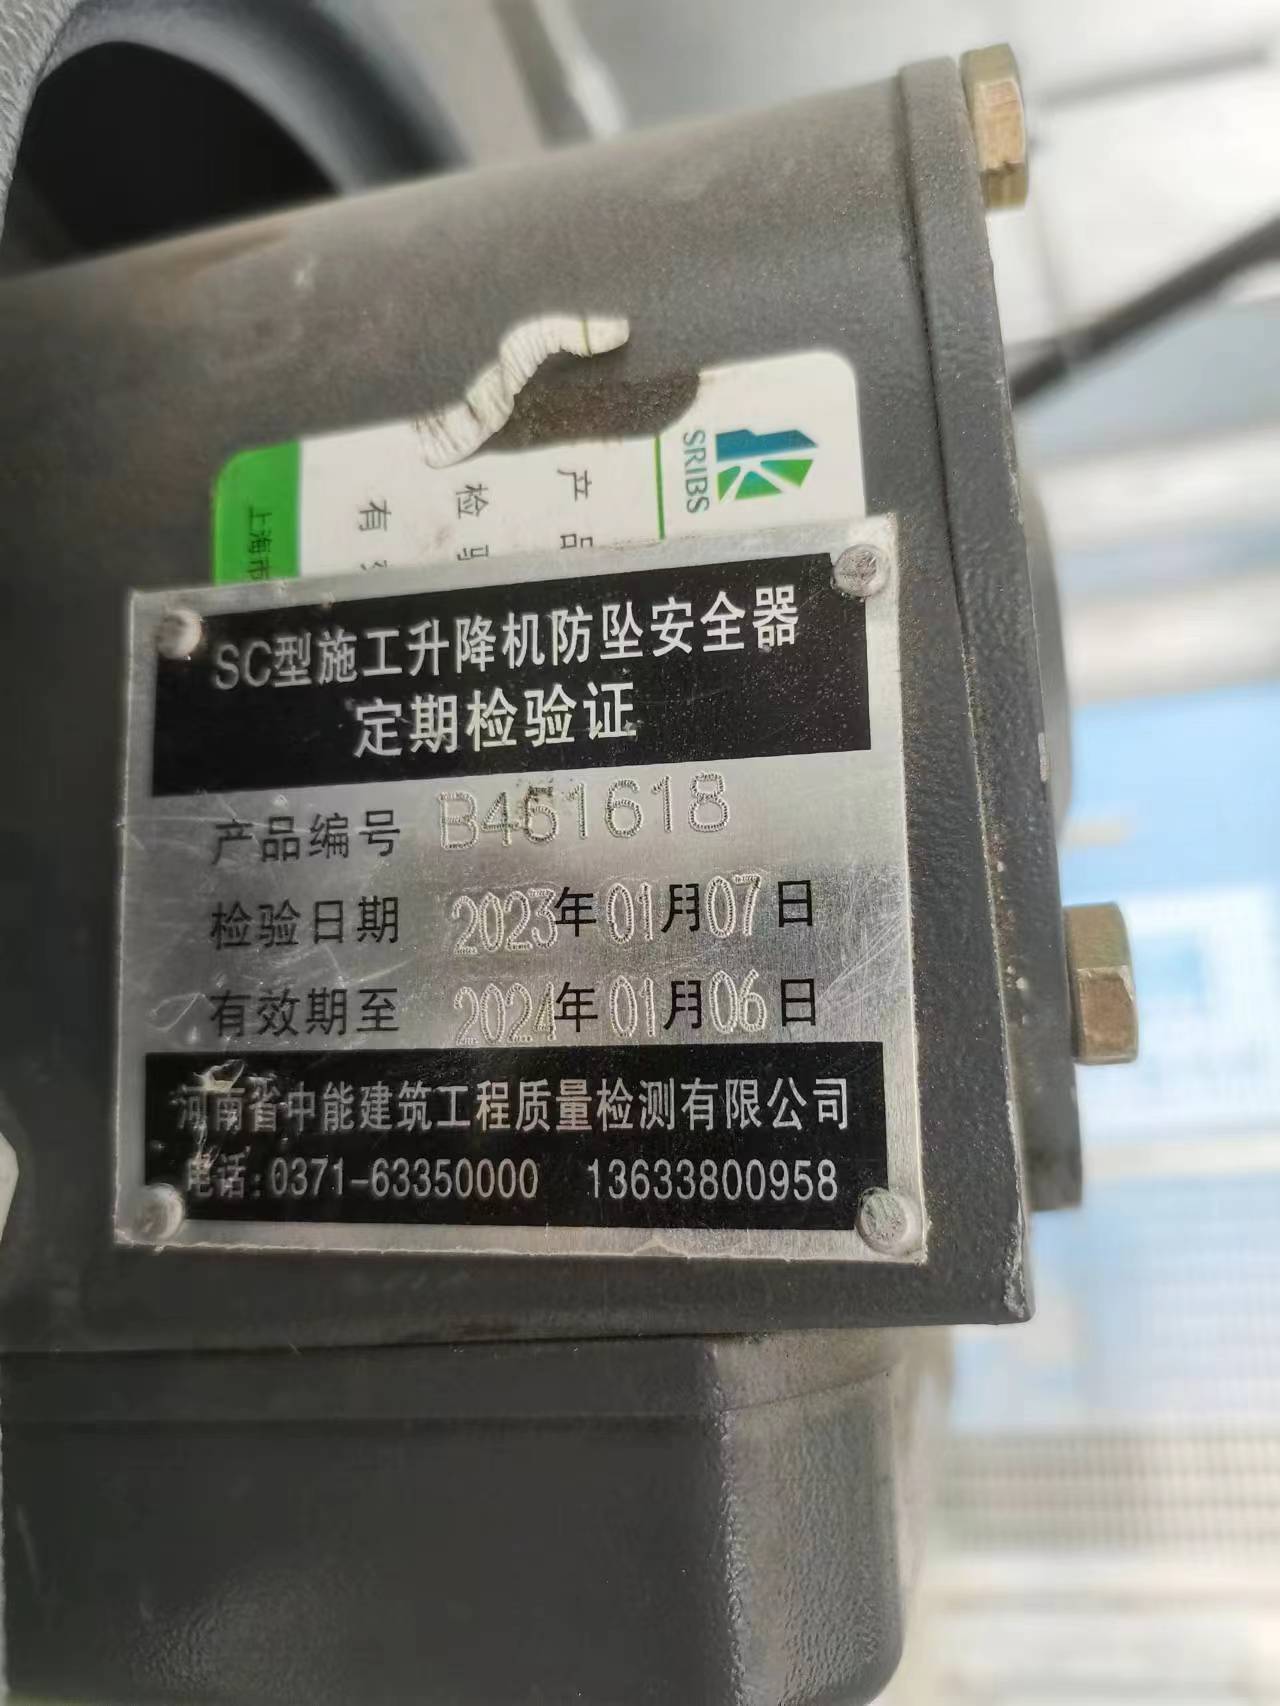 SRIBS
产品
检验
有
上海市
SC型施工升降机防坠安全器
定期检验证
产品编号 B451618
检验日期 2023年01月07日
有效期至 2024年01月06日
河南省中能建筑工程质量检测有限公司
电话:0371-63350000 13633800958